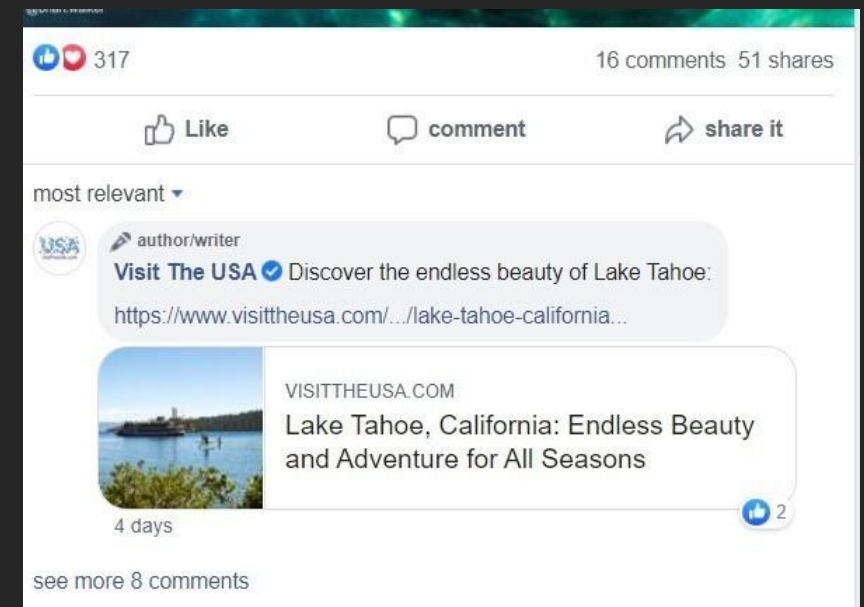 317
16 comments 51 shares
Like
comment
share it
most relevant
USA
author/writer
Visit The USA Discover the endless beauty of Lake Tahoe:
https://www.visittheusa.com/.../lake-tahoe-california...
VISITTHEUSA.COM
Lake Tahoe, California: Endless Beauty
and Adventure for All Seasons
2
4 days
see more 8 comments